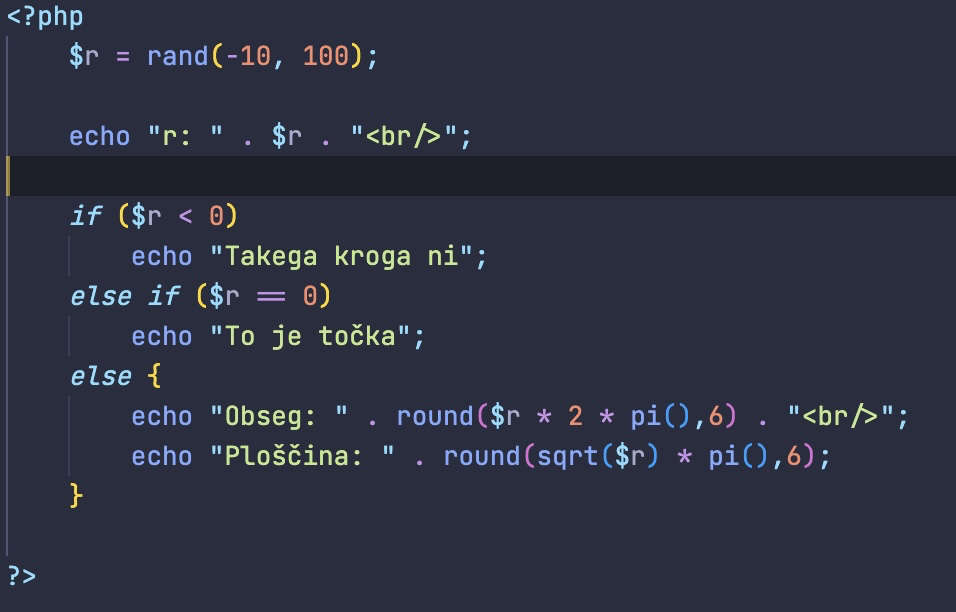 <?php
    $r = rand(-10, 100);

    echo "r: " . $r . "<br/>";

    if ($r < 0)
        echo "Takega kroga ni";
    else if ($r == 0)
        echo "To je točka";
    else {
        echo "Obseg: " . round($r * 2 * pi(),6) . "<br/>";
        echo "Ploščina: " . round(sqrt($r) * pi(),6);
    }

?>